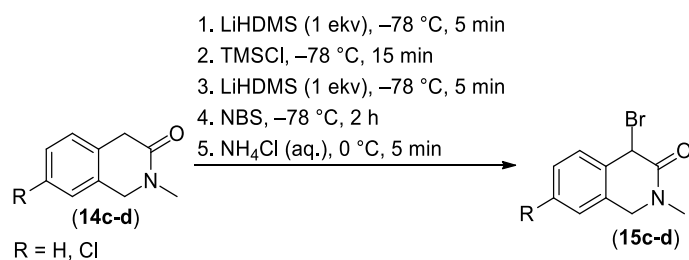 1. LiHDMS (1 ekv), –78 °C, 5 min
2. TMSCl, –78 °C, 15 min
3. LiHDMS (1 ekv), –78 °C, 5 min
4. NBS, –78 °C, 2 h
5. NH₄Cl (aq.), 0 °C, 5 min
O
N
R
(14c-d)
R = H, Cl
Br
O
N
R
(15c-d)